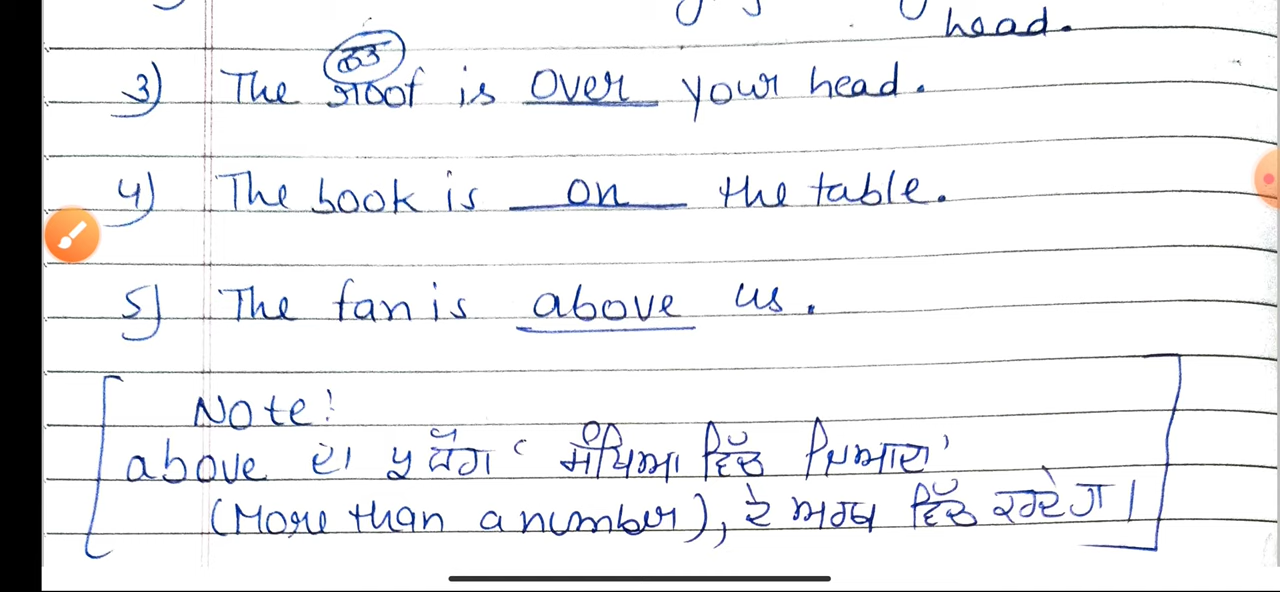 head.
ਛਤ
3) The roof is over your head.
4) The book is on the table.
5) The fan is above us.
Note:
above ਦਾ ਪ੍ਰਯੋਗ ' ਸੰਖਿਆ ਵਿੱਚ ਜ਼ਿਆਦਾ'
(More than a number), ਦੇ ਅਰਥ ਵਿੱਚ ਕਰਦੇ ਹਾਂ।